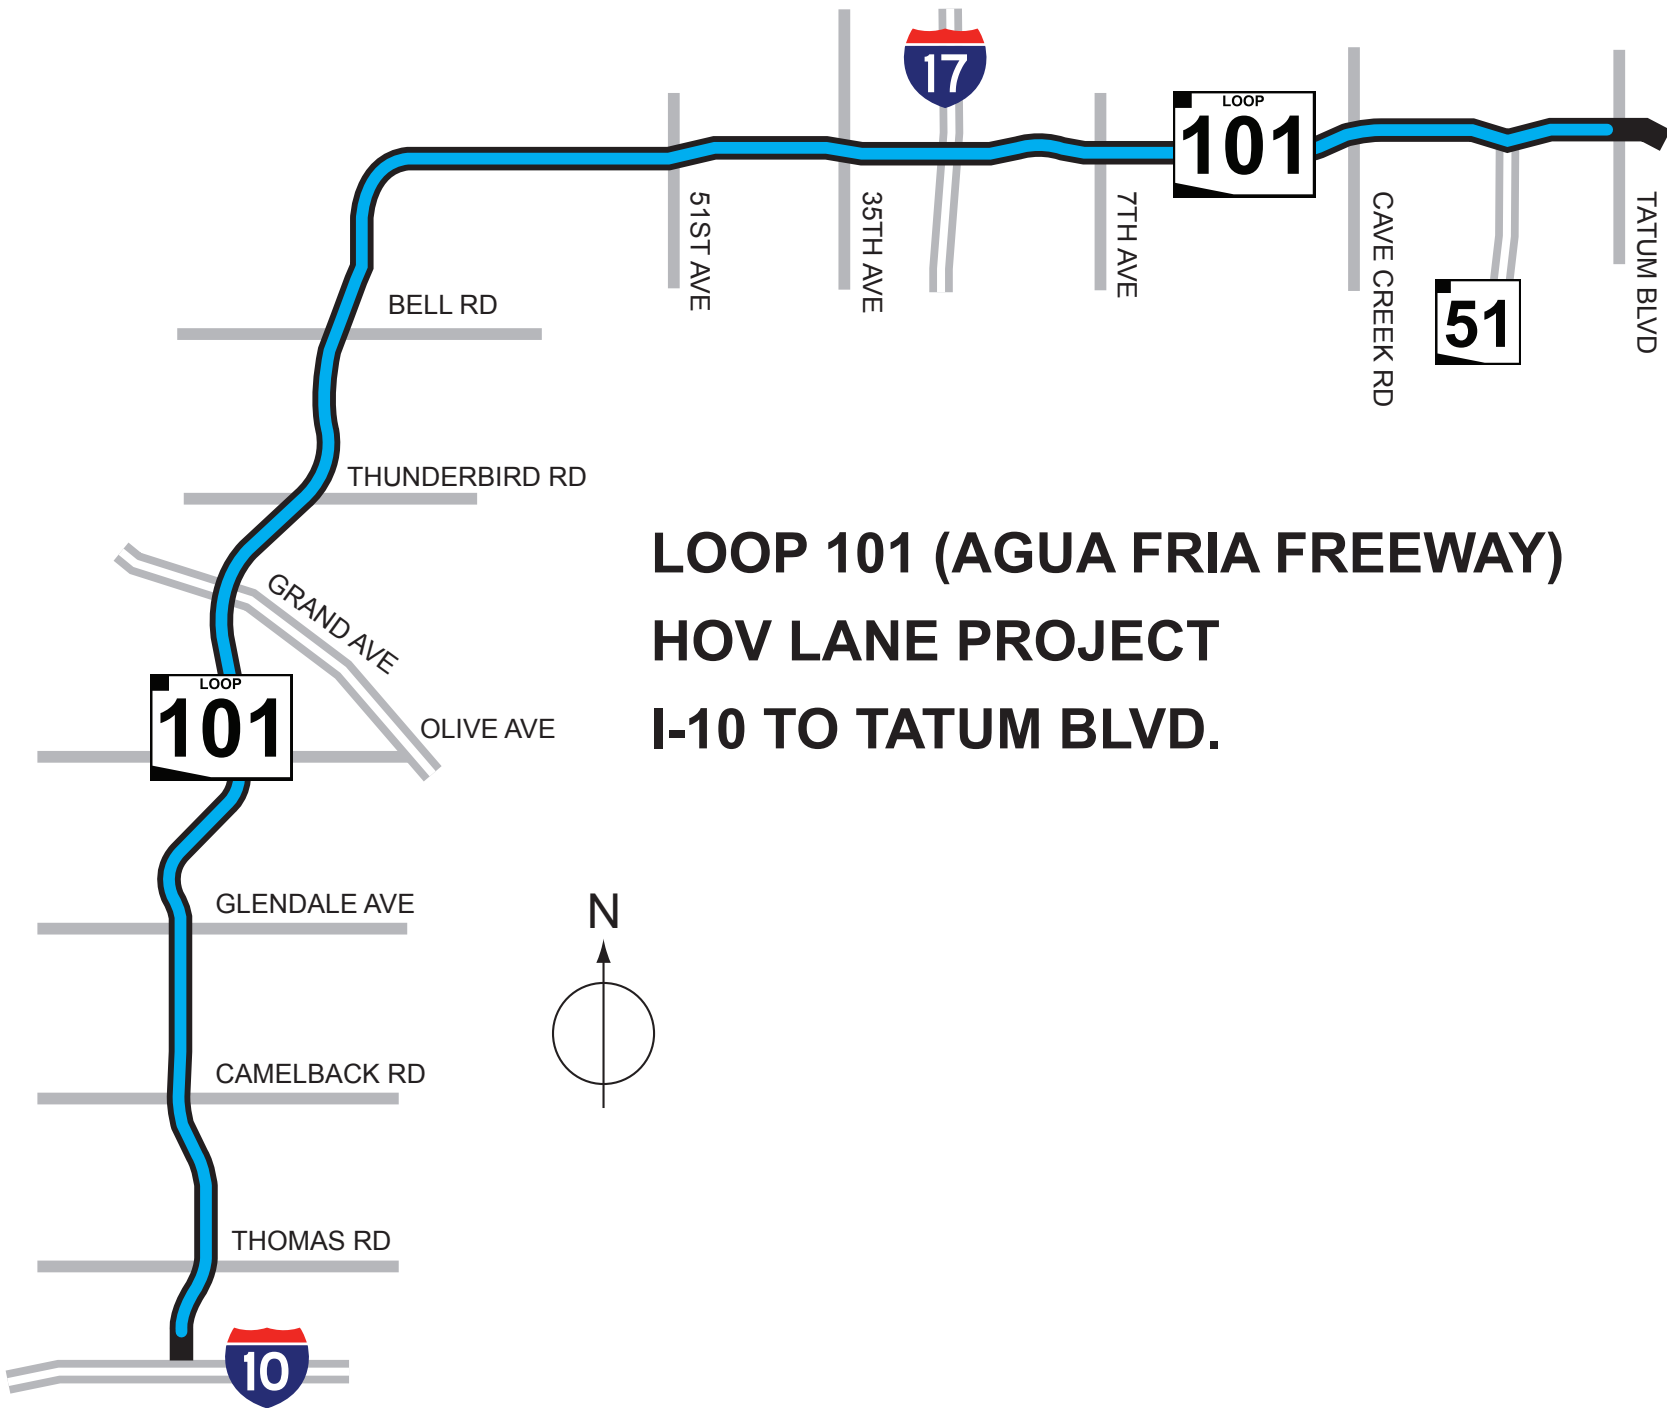 17
LOOP
101
51ST AVE
35TH AVE
7TH AVE
CAVE CREEK RD
TATUM BLVD
51
BELL RD
THUNDERBIRD RD
GRAND AVE
LOOP
101
OLIVE AVE
LOOP 101 (AGUA FRIA FREEWAY)
HOV LANE PROJECT
I-10 TO TATUM BLVD.
GLENDALE AVE
N
CAMELBACK RD
THOMAS RD
10